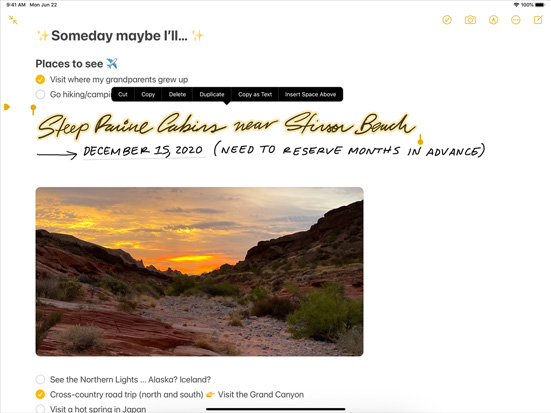 9:41 AM Mon Jun 22
100%
✨Someday maybe I'll... ✨
Places to see ✈️
Visit where my grandparents grew up
Go hiking/campi
Cut Copy Delete Duplicate Copy as Text Insert Space Above
Steep Ravine Cabins near Stinson Beach
→ DECEMBER 15, 2020 (NEED TO RESERVE MONTHS IN ADVANCE)
See the Northern Lights ... Alaska? Iceland?
Cross-country road trip (north and south) 👉 Visit the Grand Canyon
Visit a hot spring in Japan